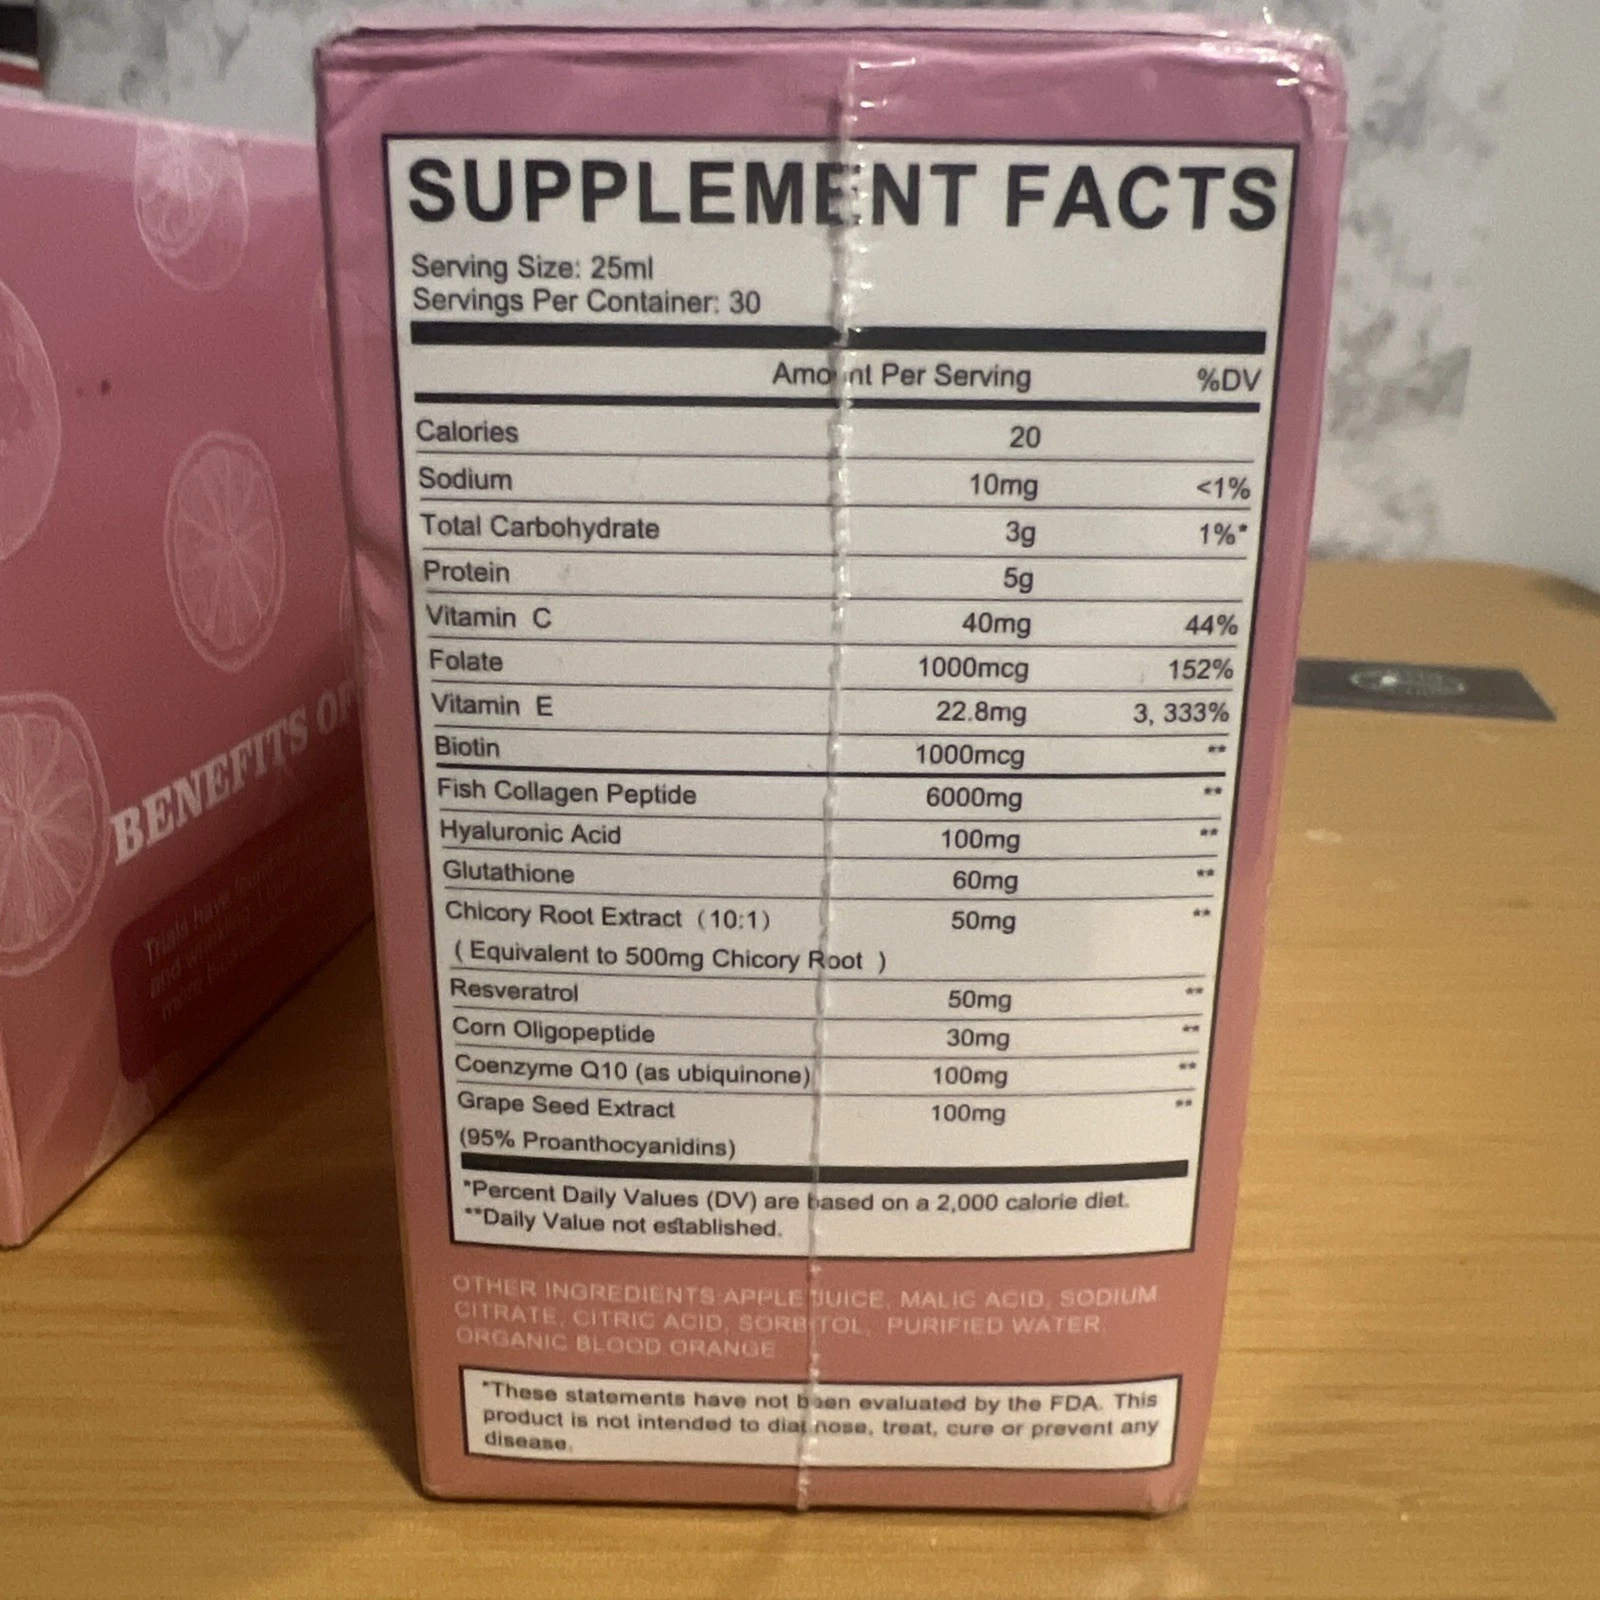 SUPPLEMENT FACTS
Serving Size: 25ml
Servings Per Container: 30
Amount Per Serving %DV
Calories 20
Sodium 10mg <1%
Total Carbohydrate 3g 1%*
Protein 5g
Vitamin C 40mg 44%
Folate 1000mcg 152%
Vitamin E 22.8mg 3, 333%
Biotin 1000mcg **
Fish Collagen Peptide 6000mg **
Hyaluronic Acid 100mg **
Glutathione 60mg **
Chicory Root Extract (10:1) 50mg **
( Equivalent to 500mg Chicory Root )
Resveratrol 50mg **
Corn Oligopeptide 30mg **
Coenzyme Q10 (as ubiquinone) 100mg **
Grape Seed Extract 100mg **
(95% Proanthocyanidins)
*Percent Daily Values (DV) are based on a 2,000 calorie diet.
**Daily Value not established.
OTHER INGREDIENTS APPLE JUICE, MALIC ACID, SODIUM
CITRATE, CITRIC ACID, SORBITOL, PURIFIED WATER,
ORGANIC BLOOD ORANGE
*These statements have not been evaluated by the FDA. This
product is not intended to diagnose, treat, cure or prevent any
disease.
BENEFITS OF
Trials have found
and
more